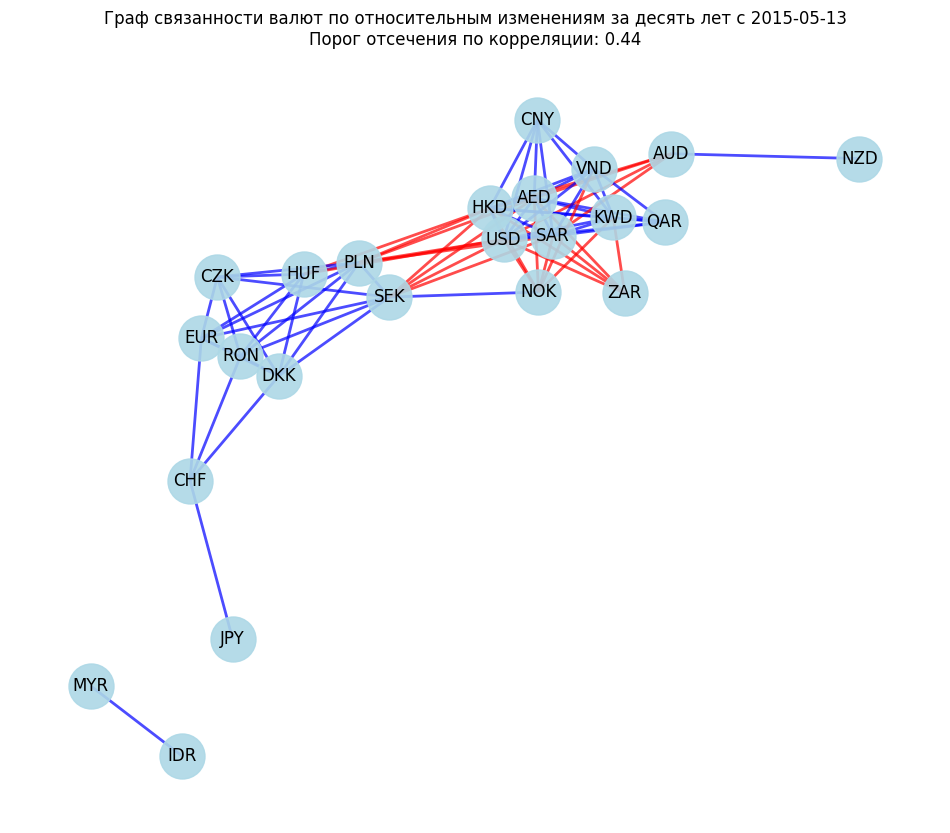 Граф связанности валют по относительным изменениям за десять лет с 2015-05-13
Порог отсечения по корреляции: 0.44
CNY
AUD
NZD
VND
AED
HKD
KWD
QAR
USD
SAR
PLN
HUF
CZK
SEK
NOK
ZAR
EUR
RON
DKK
CHF
JPY
MYR
IDR